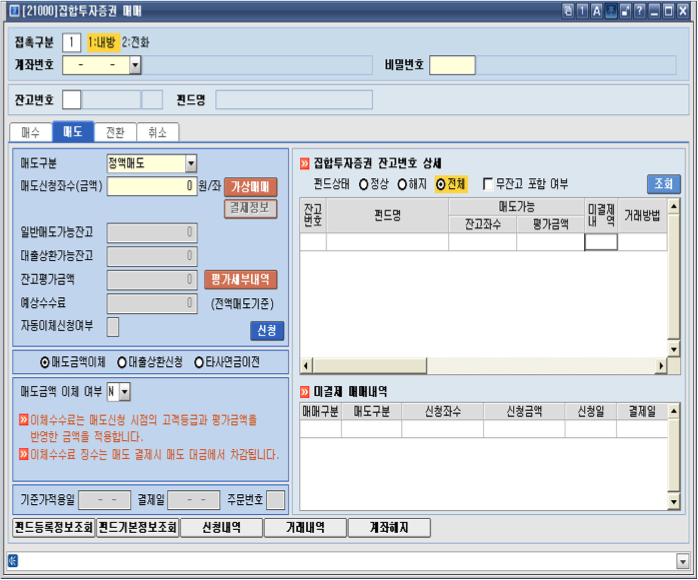 [21000]집합투자증권 매매
접촉구분 1 1:내방 2:전화
계좌번호 - - 비밀번호
잔고번호 펀드명
매수 매도 전환 취소
매도구분 정액매도
매도신청좌수(금액) 0 원/좌 가상매매
결제정보
일반매도가능잔고 0
대출상환가능잔고 0
잔고평가금액 0 평가세부내역
예상수수료 0 (전액매도기준)
자동이체신청여부 신청
매도금액이체 대출상환신청 타사연금이전
매도금액 이체 여부 N
이체수수료는 매도신청 시점의 고객등급과 평가금액을
반영한 금액을 적용합니다.
이체수수료 징수는 매도 결제시 매도 대금에서 차감됩니다.
기준가적용일 - - 결제일 - - 주문번호
집합투자증권 잔고번호 상세
펀드상태 정상 해지 전체 무잔고 포함 여부 조회
잔고번호 펀드명 매도가능 미결제내역 거래방법
잔고좌수 평가금액
미결제 매매내역
매매구분 매도구분 신청좌수 신청금액 신청일 결제일
펀드등록정보조회 펀드기본정보조회 신청내역 거래내역 계좌해지